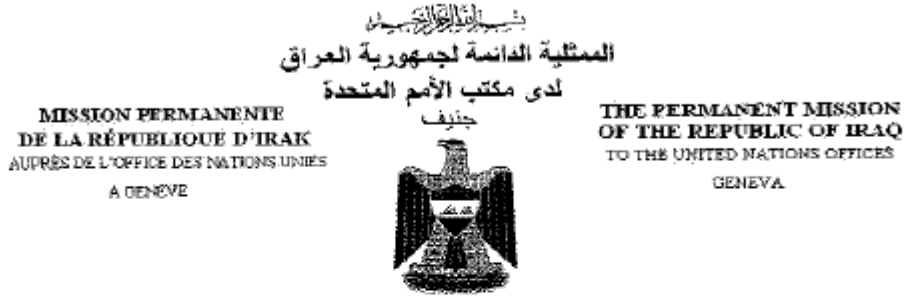 بسم الله الرحمن الرحيم
الممثلية الدائمة لجمهورية العراق
لدى مكتب الأمم المتحدة
جنيف
MISSION PERMANENTE
DE LA RÉPUBLIQUE D'IRAK
AUPRÈS DE L'OFFICE DES NATIONS UNIES
A GENÈVE
THE PERMANENT MISSION
OF THE REPUBLIC OF IRAQ
TO THE UNITED NATIONS OFFICES
GENEVA